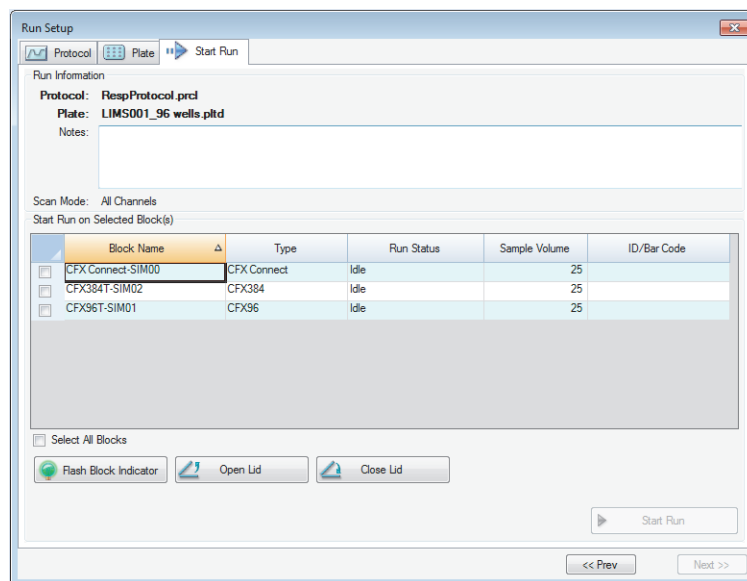 Run Setup
Protocol Plate Start Run
Run Information
Protocol: RespProtocol.prcl
Plate: LIMS001_96 wells.pltd
Notes:
Scan Mode: All Channels
Start Run on Selected Block(s)
Block Name Type Run Status Sample Volume ID/Bar Code
CFX Connect-SIM00 CFX Connect Idle 25
CFX384T-SIM02 CFX384 Idle 25
CFX96T-SIM01 CFX96 Idle 25
Select All Blocks
Flash Block Indicator Open Lid Close Lid
Start Run
<< Prev Next >>